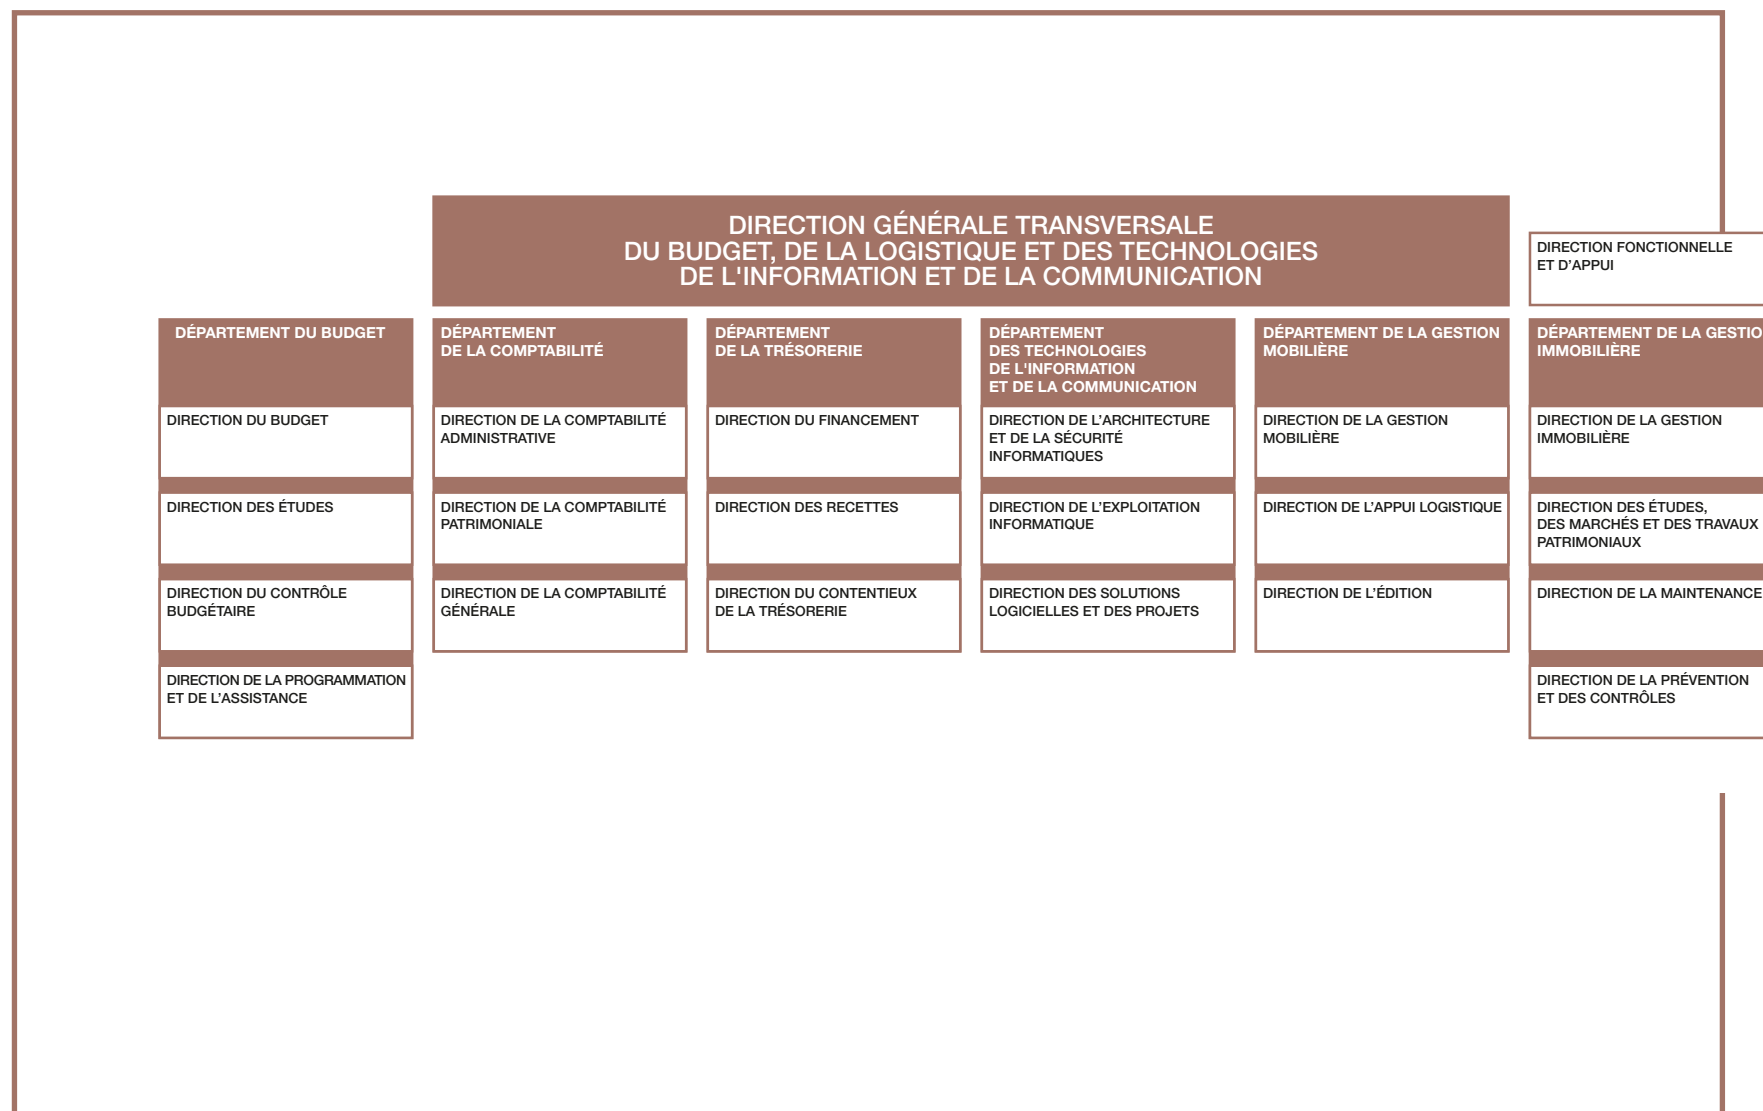 DIRECTION GÉNÉRALE TRANSVERSALE
DU BUDGET, DE LA LOGISTIQUE ET DES TECHNOLOGIES
DE L'INFORMATION ET DE LA COMMUNICATION
DIRECTION FONCTIONNELLE
ET D’APPUI
DÉPARTEMENT DU BUDGET
DIRECTION DU BUDGET
DIRECTION DES ÉTUDES
DIRECTION DU CONTRÔLE
BUDGÉTAIRE
DIRECTION DE LA PROGRAMMATION
ET DE L’ASSISTANCE
DÉPARTEMENT
DE LA COMPTABILITÉ
DIRECTION DE LA COMPTABILITÉ
ADMINISTRATIVE
DIRECTION DE LA COMPTABILITÉ
PATRIMONIALE
DIRECTION DE LA COMPTABILITÉ
GÉNÉRALE
DÉPARTEMENT
DE LA TRÉSORERIE
DIRECTION DU FINANCEMENT
DIRECTION DES RECETTES
DIRECTION DU CONTENTIEUX
DE LA TRÉSORERIE
DÉPARTEMENT
DES TECHNOLOGIES
DE L'INFORMATION
ET DE LA COMMUNICATION
DIRECTION DE L’ARCHITECTURE
ET DE LA SÉCURITÉ
INFORMATIQUES
DIRECTION DE L’EXPLOITATION
INFORMATIQUE
DIRECTION DES SOLUTIONS
LOGICIELLES ET DES PROJETS
DÉPARTEMENT DE LA GESTION
MOBILIÈRE
DIRECTION DE LA GESTION
MOBILIÈRE
DIRECTION DE L’APPUI LOGISTIQUE
DIRECTION DE L’ÉDITION
DÉPARTEMENT DE LA GESTIO
IMMOBILIÈRE
DIRECTION DE LA GESTION
IMMOBILIÈRE
DIRECTION DES ÉTUDES,
DES MARCHÉS ET DES TRAVAUX
PATRIMONIAUX
DIRECTION DE LA MAINTENANCE
DIRECTION DE LA PRÉVENTION
ET DES CONTRÔLES